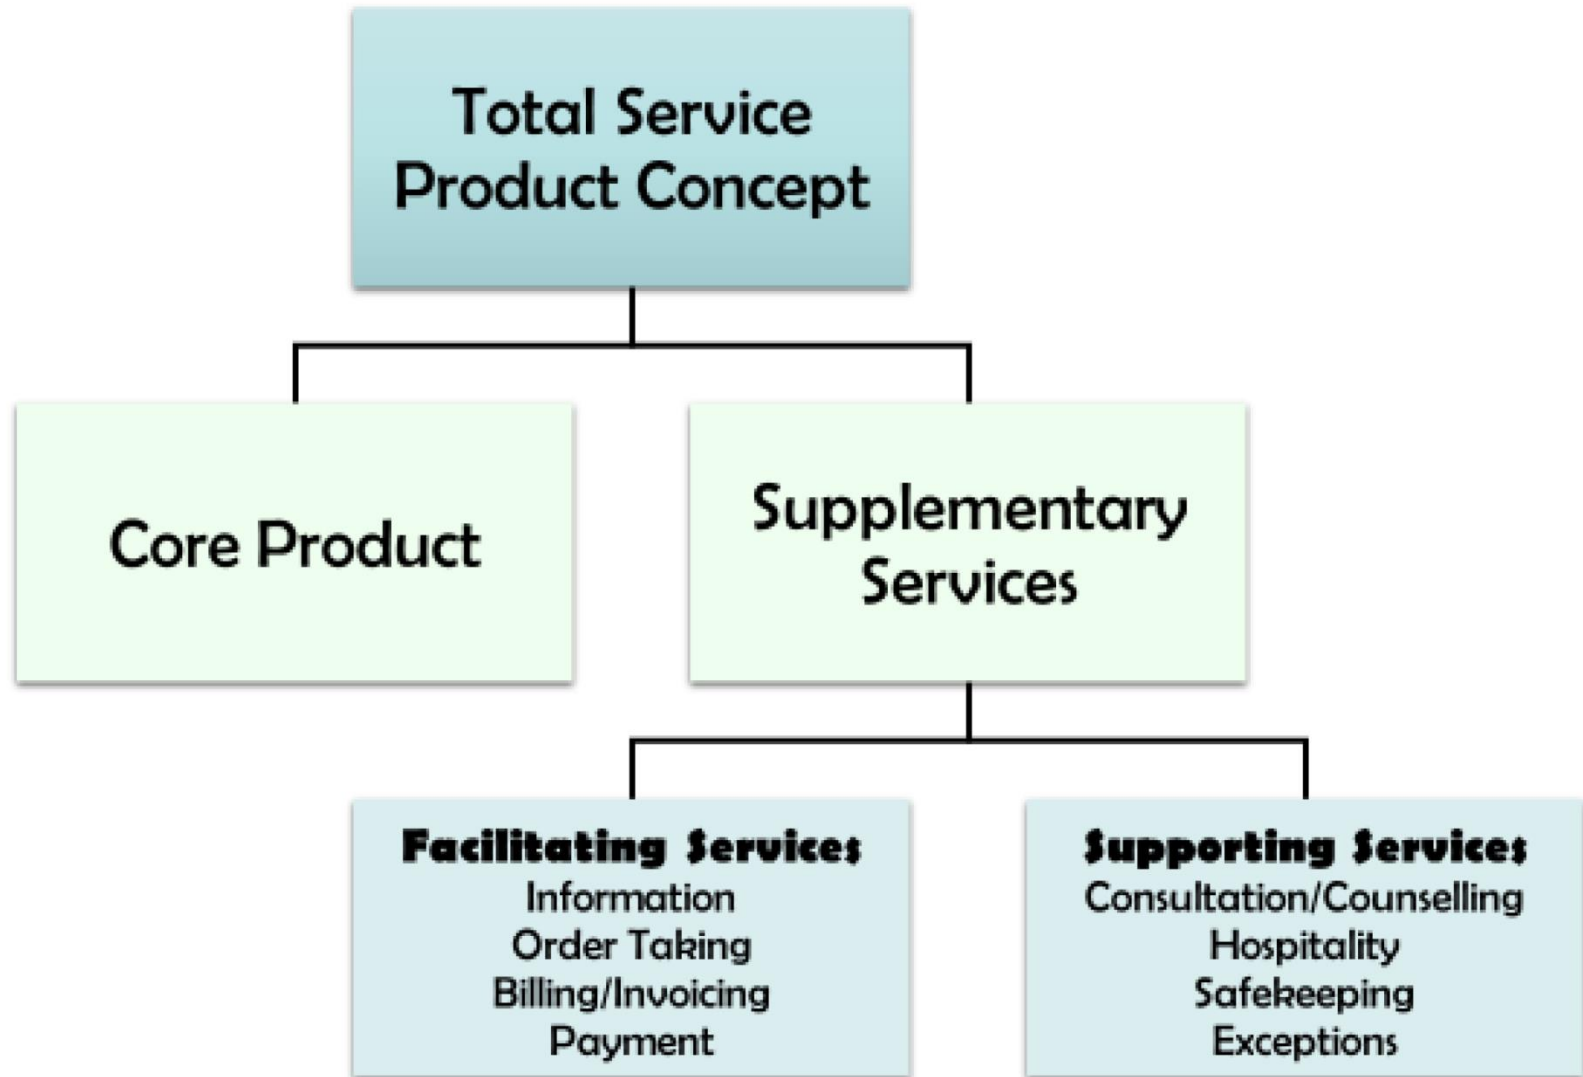 Total Service
Product Concept
Core Product
Supplementary
Services
Facilitating Services
Information
Order Taking
Billing/Invoicing
Payment
Supporting Services
Consultation/Counselling
Hospitality
Safekeeping
Exceptions